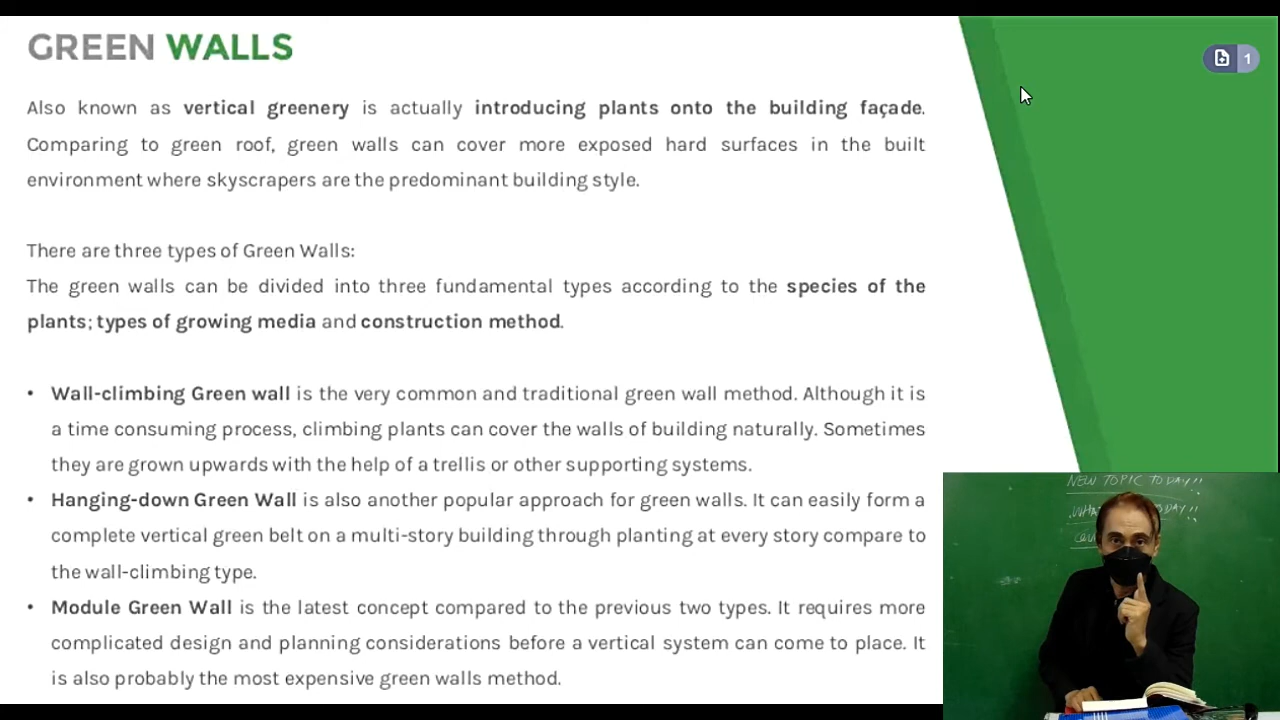 GREEN WALLS
1
Also known as vertical greenery is actually introducing plants onto the building façade.
Comparing to green roof, green walls can cover more exposed hard surfaces in the built
environment where skyscrapers are the predominant building style.
There are three types of Green Walls:
The green walls can be divided into three fundamental types according to the species of the
plants; types of growing media and construction method.
• Wall-climbing Green wall is the very common and traditional green wall method. Although it is
a time consuming process, climbing plants can cover the walls of building naturally. Sometimes
they are grown upwards with the help of a trellis or other supporting systems.
• Hanging-down Green Wall is also another popular approach for green walls. It can easily form a
complete vertical green belt on a multi-story building through planting at every story compare to
the wall-climbing type.
• Module Green Wall is the latest concept compared to the previous two types. It requires more
complicated design and planning considerations before a vertical system can come to place. It
is also probably the most expensive green walls method.
NEW TOPIC TODAY!!